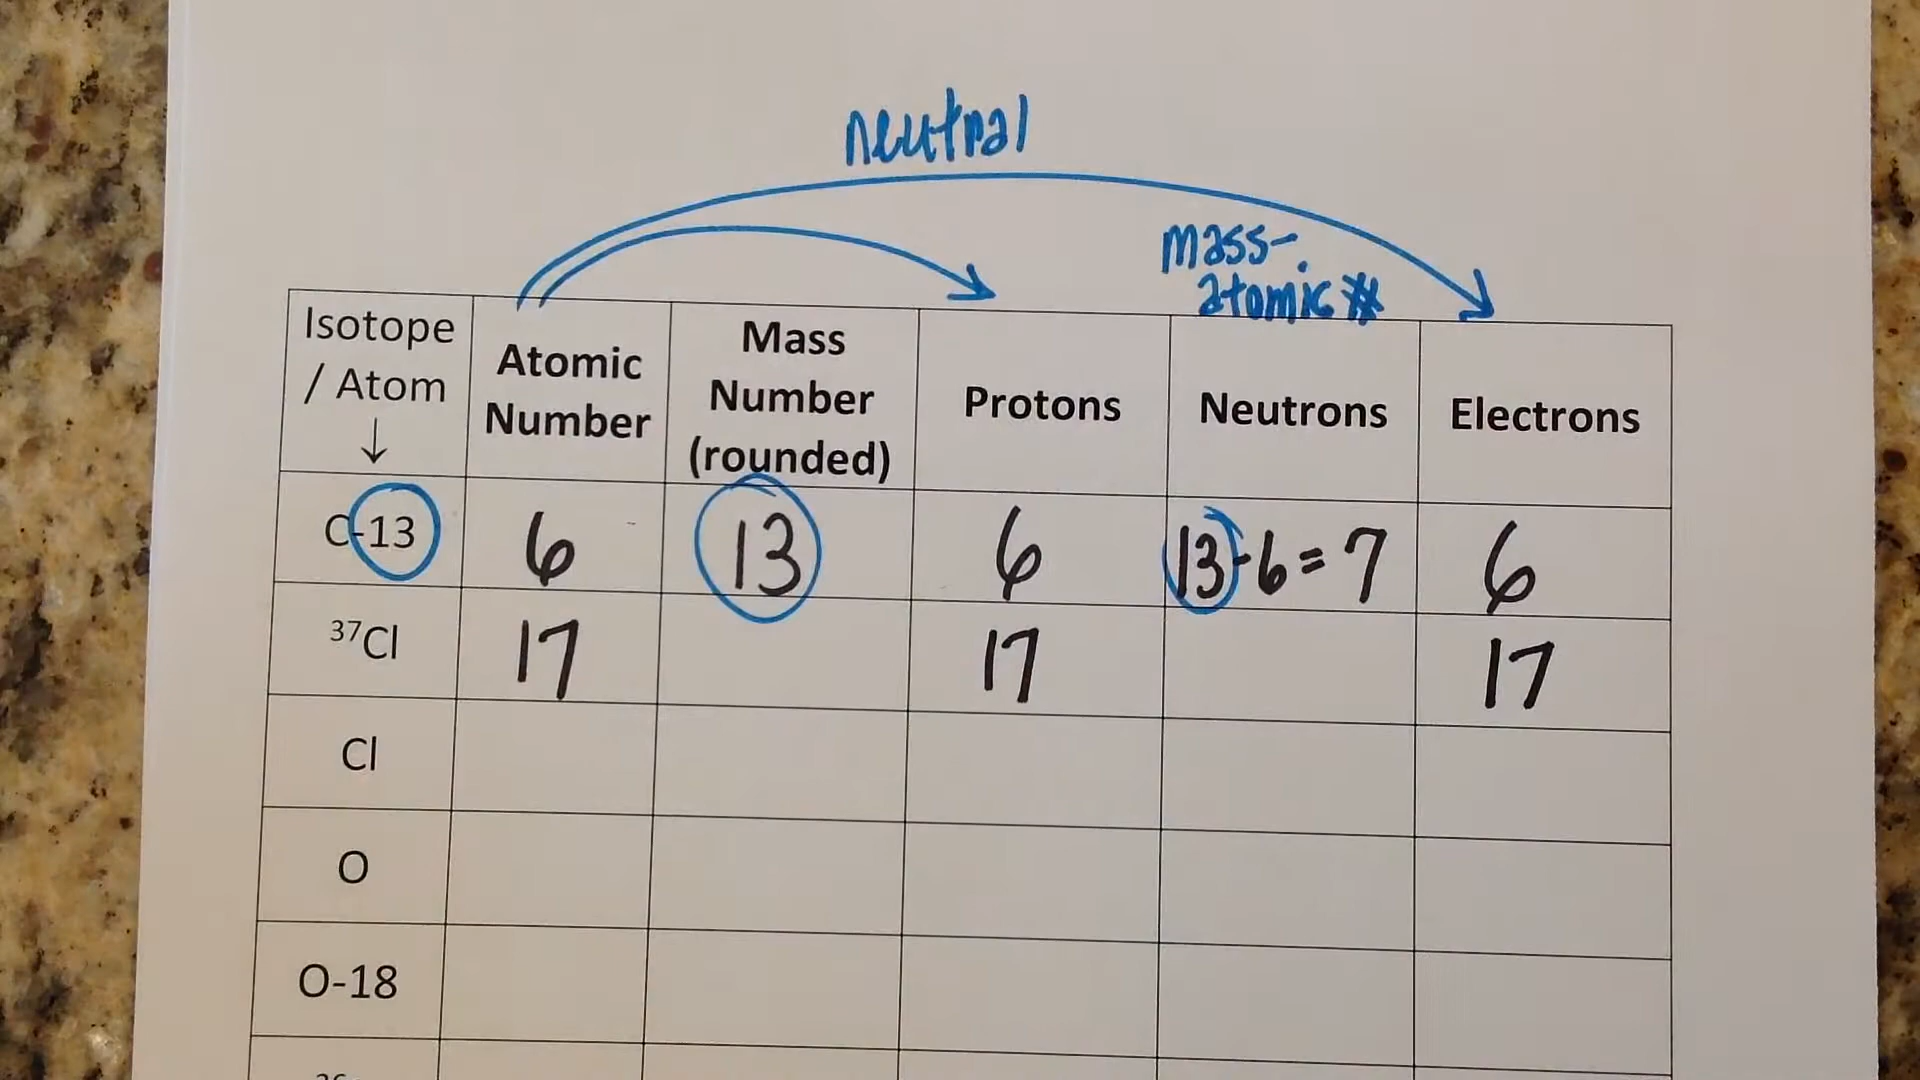 neutral
mass-
atomic #
Isotope
/ Atom
↓
Atomic
Number
Mass
Number
(rounded)
Protons
Neutrons
Electrons
C-13
6
13
6
13-6=7
6
³⁷Cl
17
17
17
Cl
O
O-18